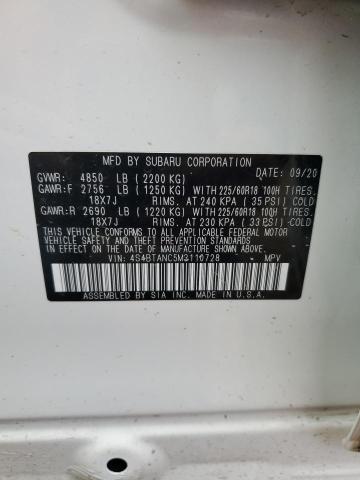 MFD BY SUBARU CORPORATION DATE: 09/20
GVWR: 4850 LB (2200 KG)
GAWR:F 2756 LB (1250 KG) WITH 225/60R18 100H TIRES.
18X7J RIMS. AT 240 KPA ( 35 PSI) COLD
GAWR:R 2690 LB (1220 KG) WITH 225/60R18 100H TIRES.
18X7J RIMS. AT 230 KPA ( 33 PSI) COLD
THIS VEHICLE CONFORMS TO ALL APPLICABLE
FEDERAL MOTOR VEHICLE SAFETY AND THEFT
PREVENTION STANDARDS IN EFFECT ON THE DATE OF
MANUFACTURE SHOWN ABOVE.
VIN: 4S4BTANC5M3110728 MPV
ASSEMBLED BY SIA INC. MADE IN U.S.A.